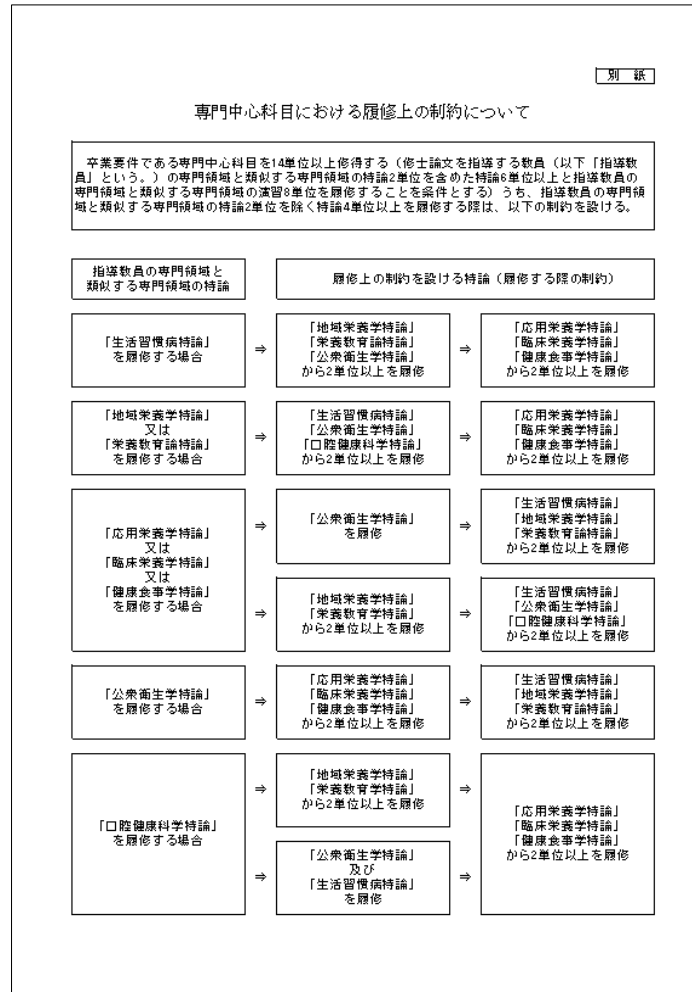 別　紙
専門中心科目における履修上の制約について
卒業要件である専門中心科目を14単位以上修得する（修士論文を指導する教員（以下「指導教
員」という。）の専門領域と類似する専門領域の特論2単位を含めた特論6単位以上と指導教員の
専門領域と類似する専門領域の演習8単位を履修することを条件とする）うち、指導教員の専門領
域と類似する専門領域の特論2単位を除く特論4単位以上を履修する際は、以下の制約を設ける。
指導教員の専門領域と
類似する専門領域の特論
履修上の制約を設ける特論（履修する際の制約）
「生活習慣病特論」
を履修する場合
⇒
「地域栄養学特論」
「栄養教育論特論」
「公衆衛生学特論」
から2単位以上を履修
⇒
「応用栄養学特論」
「臨床栄養学特論」
「健康食事学特論」
から2単位以上を履修
「地域栄養学特論」
又は
「栄養教育論特論」
を履修する場合
⇒
「生活習慣病特論」
「公衆衛生学特論」
「口腔健康科学特論」
から2単位以上を履修
⇒
「応用栄養学特論」
「臨床栄養学特論」
「健康食事学特論」
から2単位以上を履修
「応用栄養学特論」
又は
「臨床栄養学特論」
又は
「健康食事学特論」
を履修する場合
⇒
「公衆衛生学特論」
を履修
⇒
「生活習慣病特論」
「地域栄養学特論」
「栄養教育論特論」
から2単位以上を履修
⇒
「地域栄養学特論」
「栄養教育学特論」
から2単位以上を履修
⇒
「生活習慣病特論」
「公衆衛生学特論」
「口腔健康科学特論」
から2単位以上を履修
「公衆衛生学特論」
を履修する場合
⇒
「応用栄養学特論」
「臨床栄養学特論」
「健康食事学特論」
から2単位以上を履修
⇒
「生活習慣病特論」
「地域栄養学特論」
「栄養教育論特論」
から2単位以上を履修
「口腔健康科学特論」
を履修する場合
⇒
「地域栄養学特論」
「栄養教育学特論」
から2単位以上を履修
⇒
「応用栄養学特論」
「臨床栄養学特論」
「健康食事学特論」
から2単位以上を履修
⇒
「公衆衛生学特論」
及び
「生活習慣病特論」
を履修
⇒